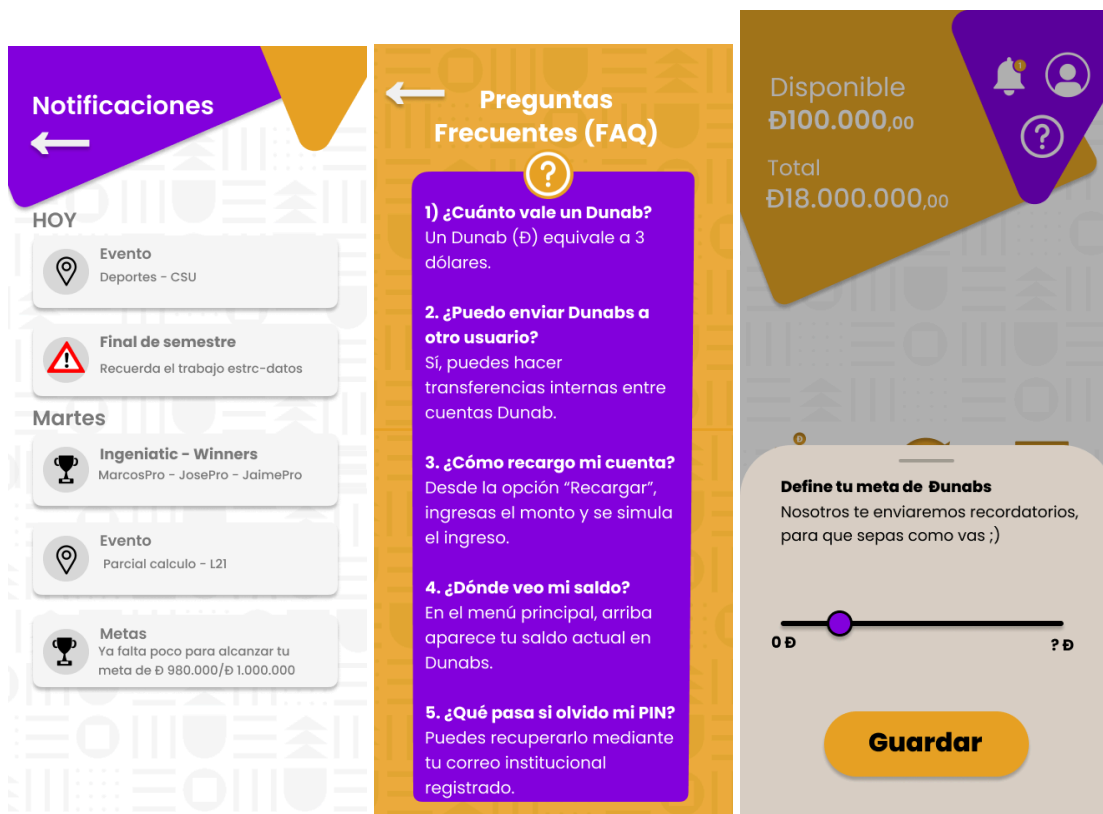 Notificaciones
HOY
Evento
Deportes - CSU
Final de semestre
Recuerda el trabajo estrc-datos
Martes
Ingeniatic - Winners
MarcosPro - JosePro - JaimePro
Evento
Parcial calculo - L21
Metas
Ya falta poco para alcanzar tu
meta de Đ 980.000/Đ 1.000.000
Preguntas
Frecuentes (FAQ)
?
1) ¿Cuánto vale un Dunab?
Un Dunab (Đ) equivale a 3
dólares.
2. ¿Puedo enviar Dunabs a
otro usuario?
Sí, puedes hacer
transferencias internas entre
cuentas Dunab.
3. ¿Cómo recargo mi cuenta?
Desde la opción “Recargar”,
ingresas el monto y se simula
el ingreso.
4. ¿Dónde veo mi saldo?
En el menú principal, arriba
aparece tu saldo actual en
Dunabs.
5. ¿Qué pasa si olvido mi PIN?
Puedes recuperarlo mediante
tu correo institucional
registrado.
Disponible
Đ100.000,00
1
?
Total
Đ18.000.000,00
Đ
Define tu meta de Đunabs
Nosotros te enviaremos recordatorios,
para que sepas como vas ;)
0 Đ
? Đ
Guardar